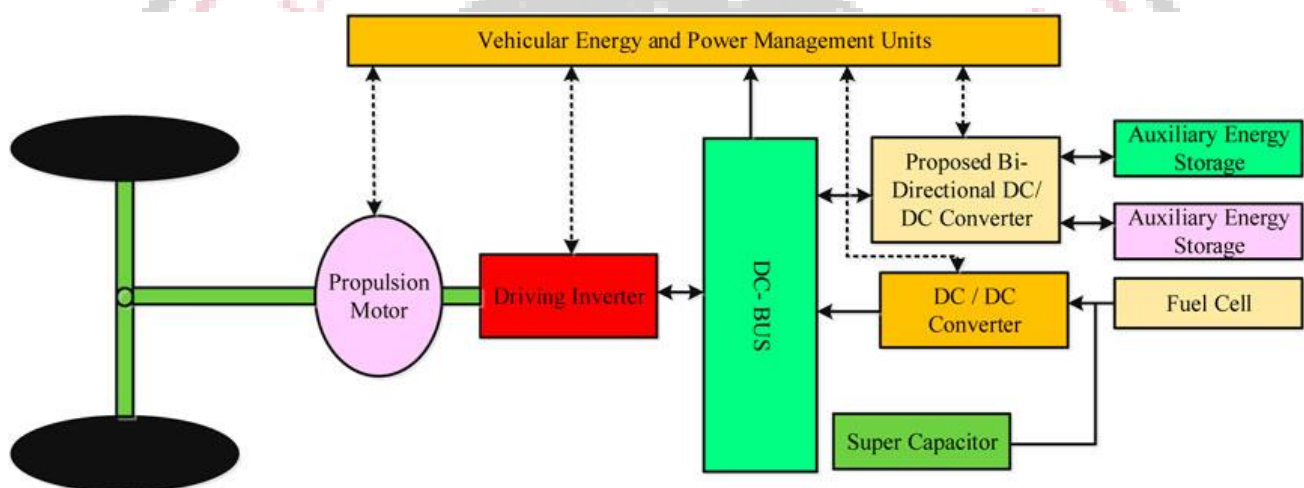 Vehicular Energy and Power Management Units
Auxiliary Energy
Storage
Proposed Bi-
Directional DC/
DC Converter
Auxiliary Energy
Storage
Propulsion
Motor
Driving Inverter
DC- BUS
DC / DC
Converter
Fuel Cell
Super Capacitor